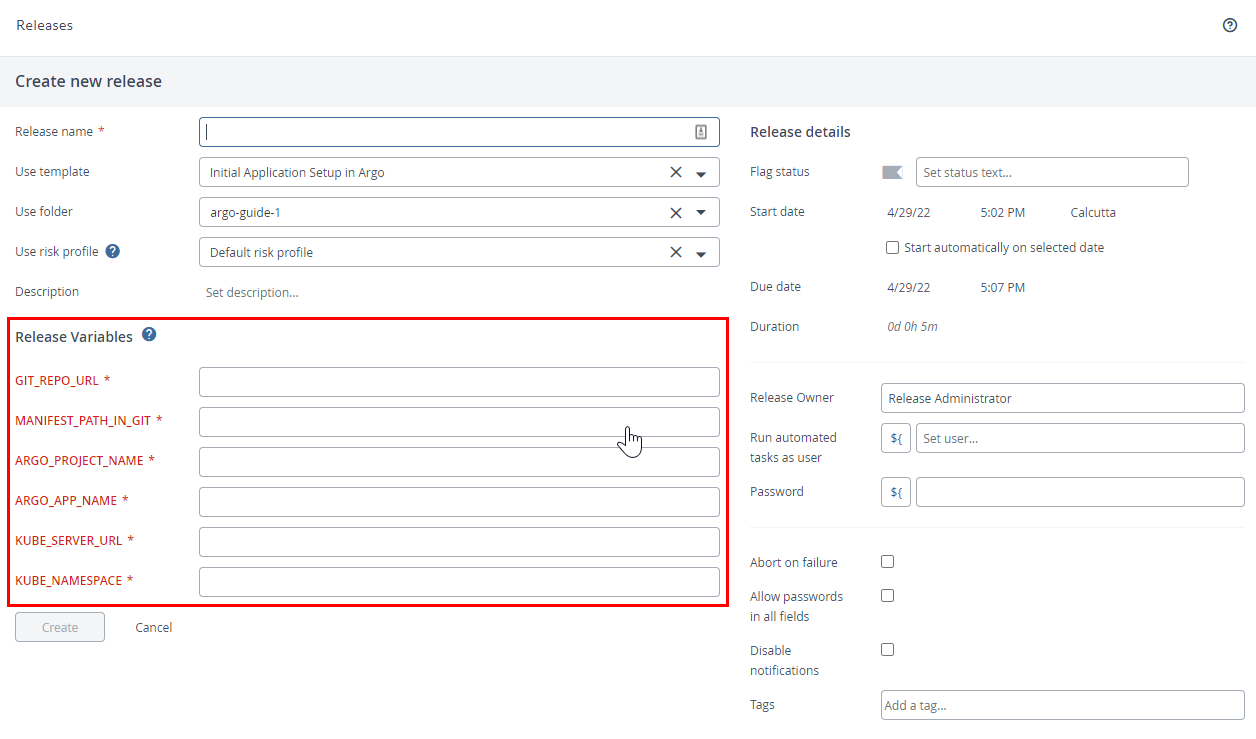 Releases
Create new release
Release name *
Use template
Initial Application Setup in Argo
Use folder
argo-guide-1
Use risk profile ?
Default risk profile
Description
Set description...
Release Variables ?
GIT_REPO_URL *
MANIFEST_PATH_IN_GIT *
ARGO_PROJECT_NAME *
ARGO_APP_NAME *
KUBE_SERVER_URL *
KUBE_NAMESPACE *
Create
Cancel
Release details
Flag status
Set status text...
Start date
4/29/22
5:02 PM
Calcutta
Start automatically on selected date
Due date
4/29/22
5:07 PM
Duration
0d 0h 5m
Release Owner
Release Administrator
Run automated
tasks as user
${
Set user...
Password
${
Abort on failure
Allow passwords
in all fields
Disable
notifications
Tags
Add a tag...